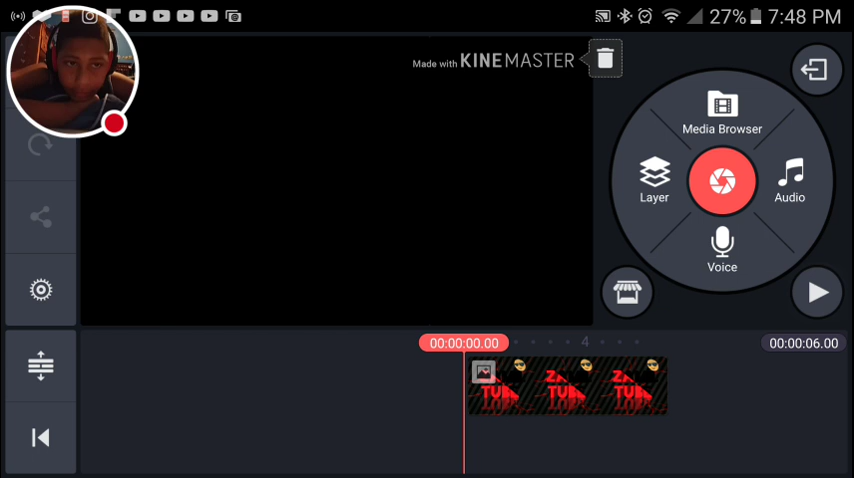 27% 7:48 PM
Made with KINEMASTER
Media Browser
Layer
Audio
Voice
00:00:00.00
4
00:00:06.00